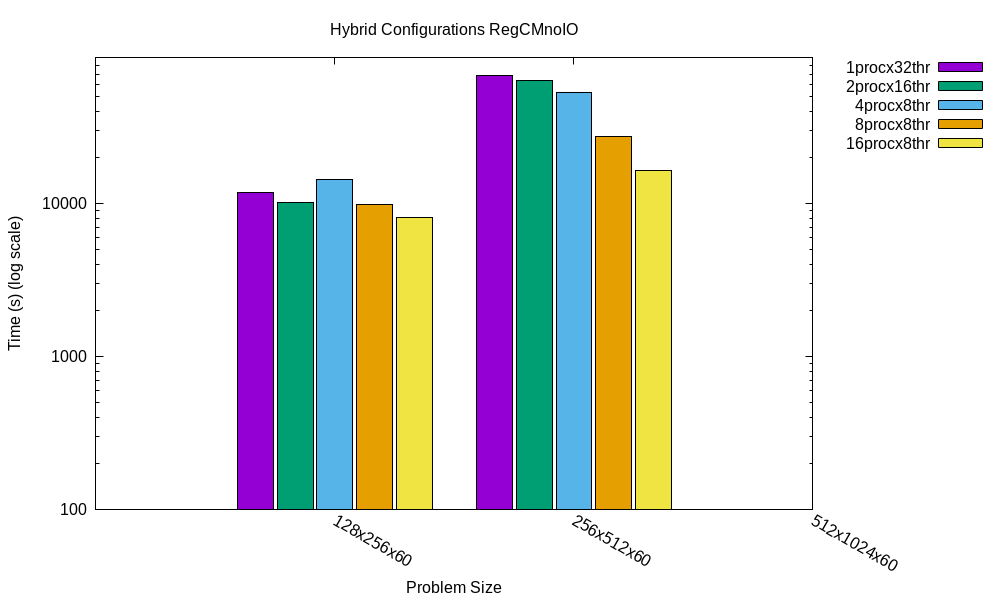 Hybrid Configurations RegCMnoIO
1procx32thr
2procx16thr
4procx8thr
8procx8thr
16procx8thr
10000
1000
100
Time (s) (log scale)
128x256x60
256x512x60
512x1024x60
Problem Size